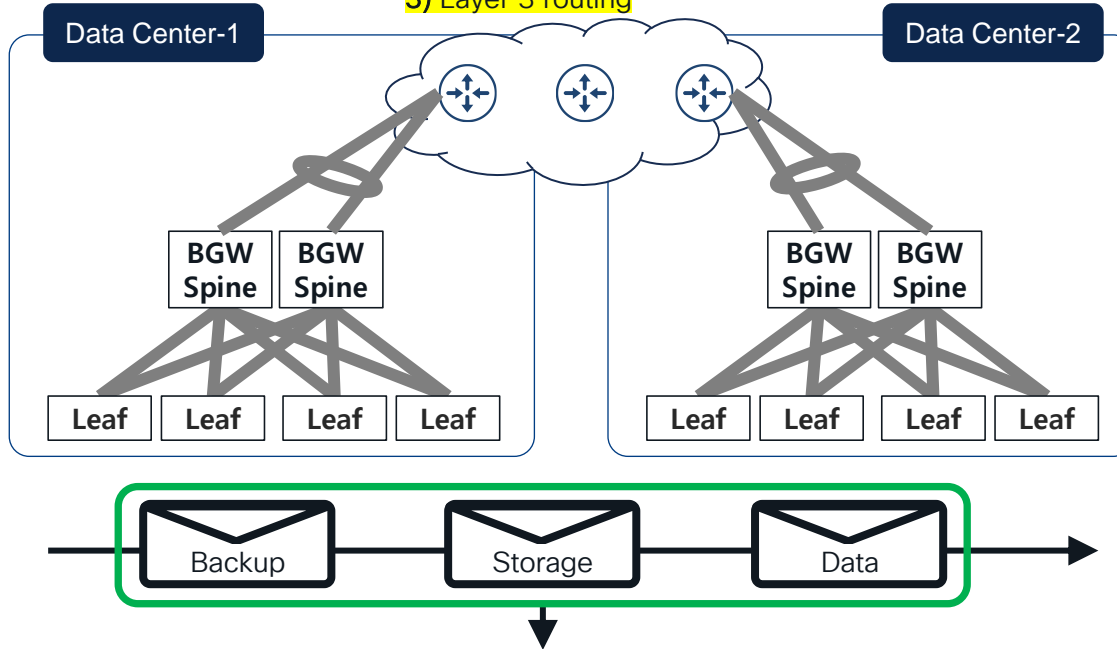 3) Layer 3 routing
Data Center-1
Data Center-2
BGW
Spine
BGW
Spine
BGW
Spine
BGW
Spine
Leaf
Leaf
Leaf
Leaf
Leaf
Leaf
Leaf
Leaf
Backup
Storage
Data